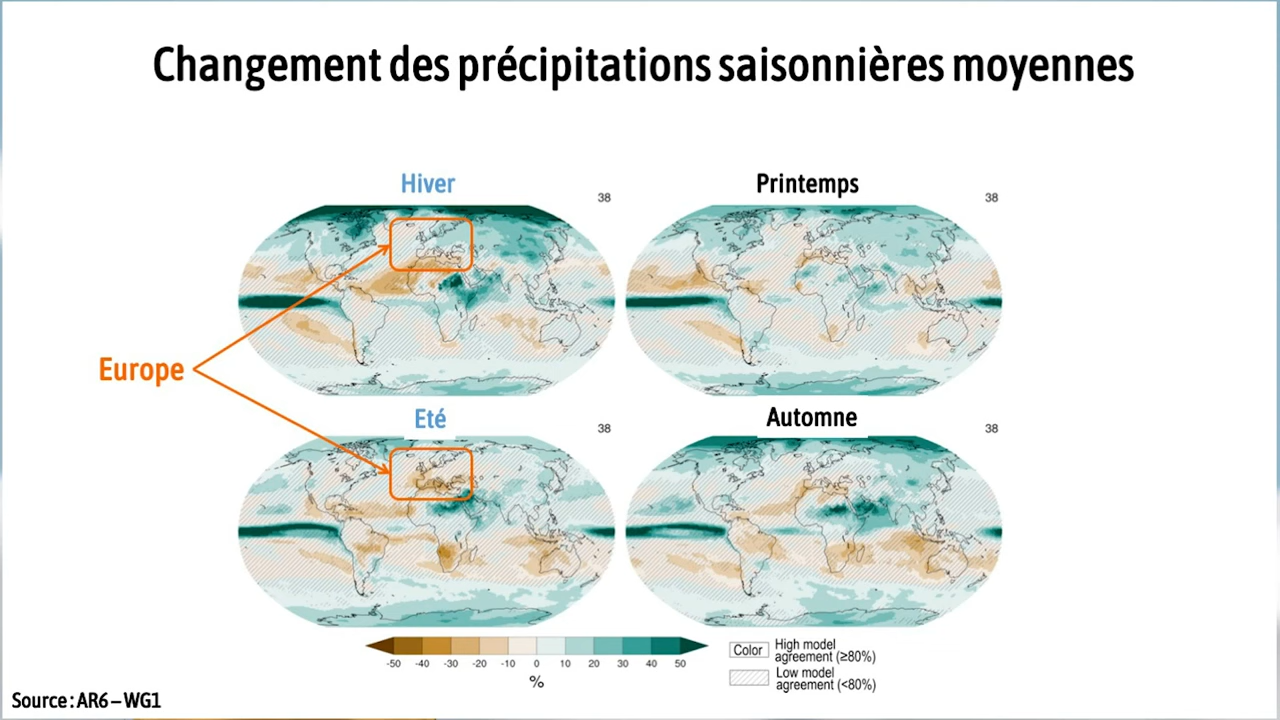 Changement des précipitations saisonnières moyennes
Hiver
38
Printemps
38
Europe
Eté
38
Automne
38
-50 -40 -30 -20 -10 0 10 20 30 40 50
%
Color
High model
agreement (≥80%)
Low model
agreement (<80%)
Source : AR6 – WG1